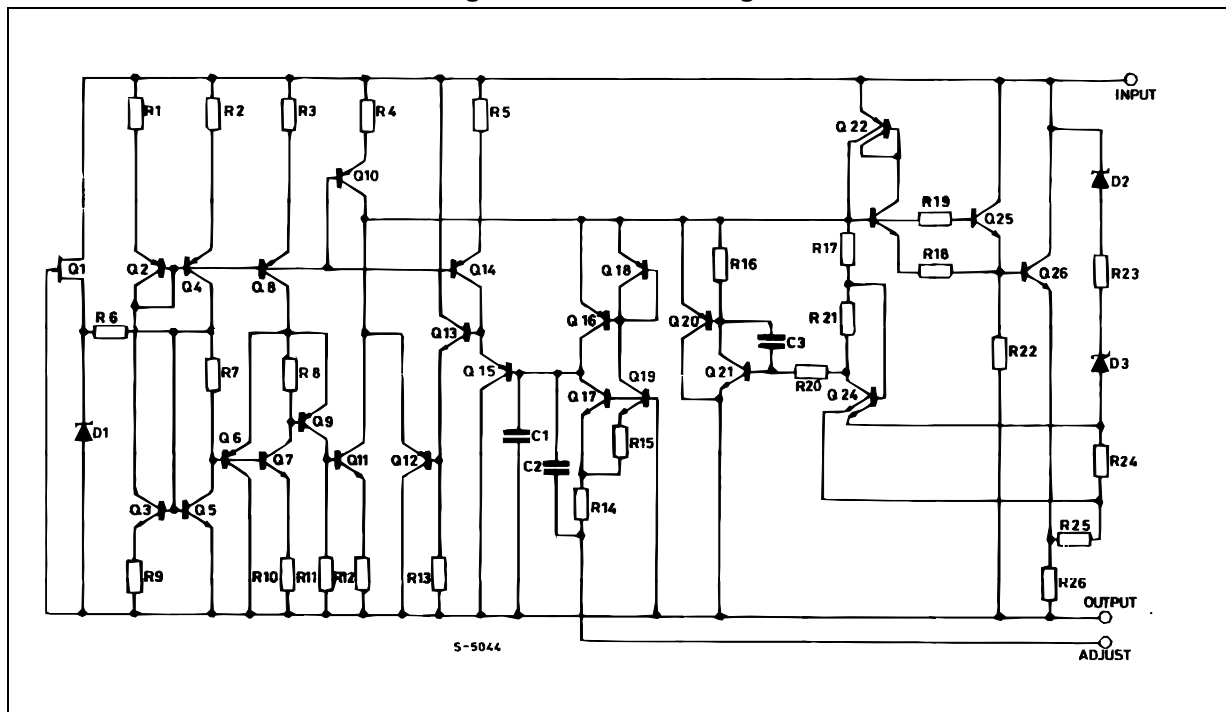 R1 R2 R3 R4 R5
INPUT
Q22
D2
Q10
R19 Q25
R17
Q1 Q2 Q4 Q8 Q14 Q18 R16 R18 Q26 R23
R6 Q13 Q16 Q20 C3 R21
R7 R8 Q15 Q21 R20 R22 D3
Q9 Q17 Q19 Q24
D1 Q6 Q7 Q11 Q12 C1 C2 R15 R24
Q3 Q5 R14
R25
R9 R10 R11 R12 R13 R26
OUTPUT
S-5044
ADJUST